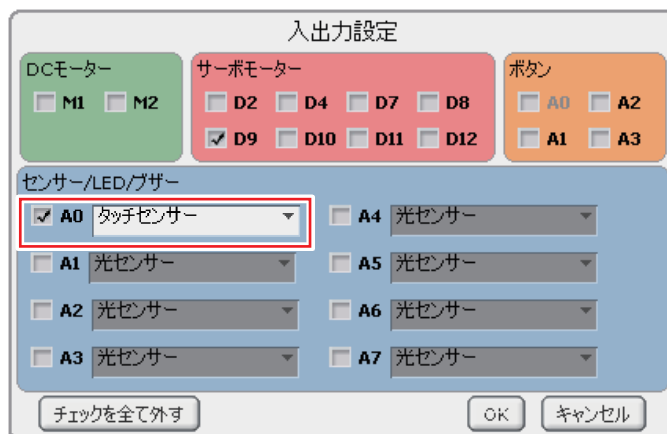 入出力設定
DCモーター
M1 M2
サーボモーター
D2 D4 D7 D8
D9 D10 D11 D12
ボタン
A0 A2
A1 A3
センサー/LED/ブザー
A0 タッチセンサー
A4 光センサー
A1 光センサー
A5 光センサー
A2 光センサー
A6 光センサー
A3 光センサー
A7 光センサー
チェックを全て外す
OK
キャンセル